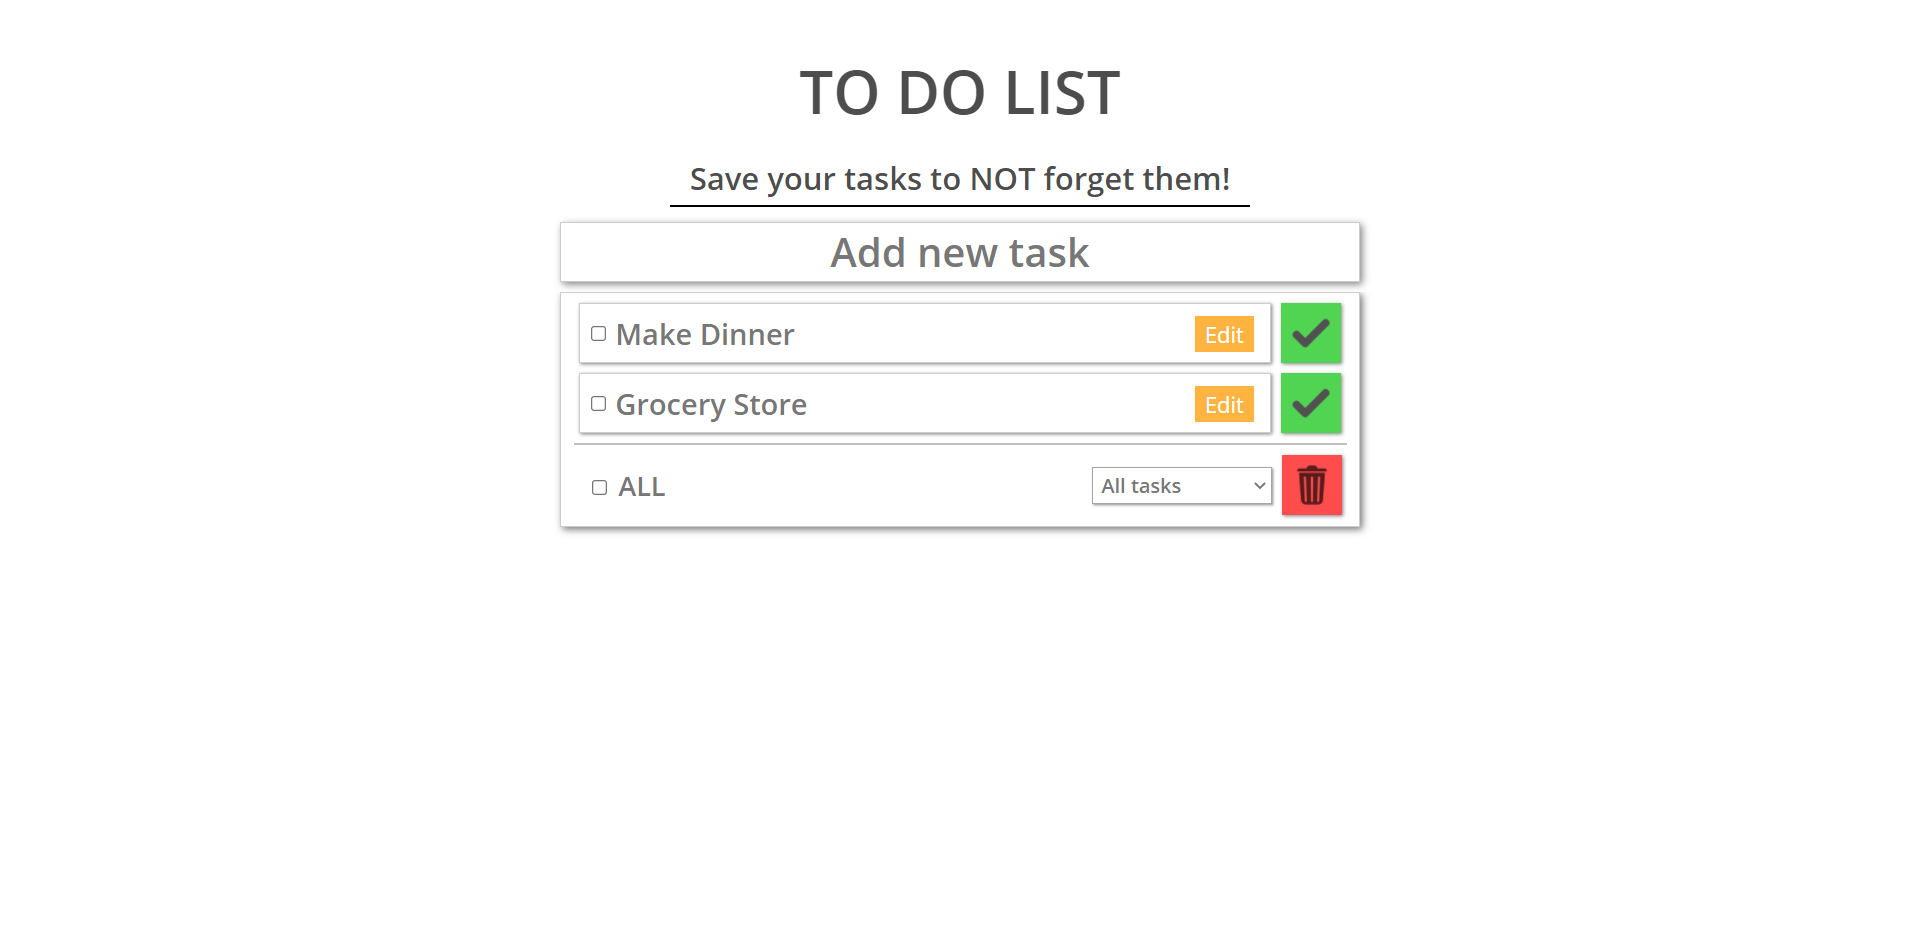 TO DO LIST
Save your tasks to NOT forget them!
Add new task
Make Dinner Edit
Grocery Store Edit
ALL All tasks